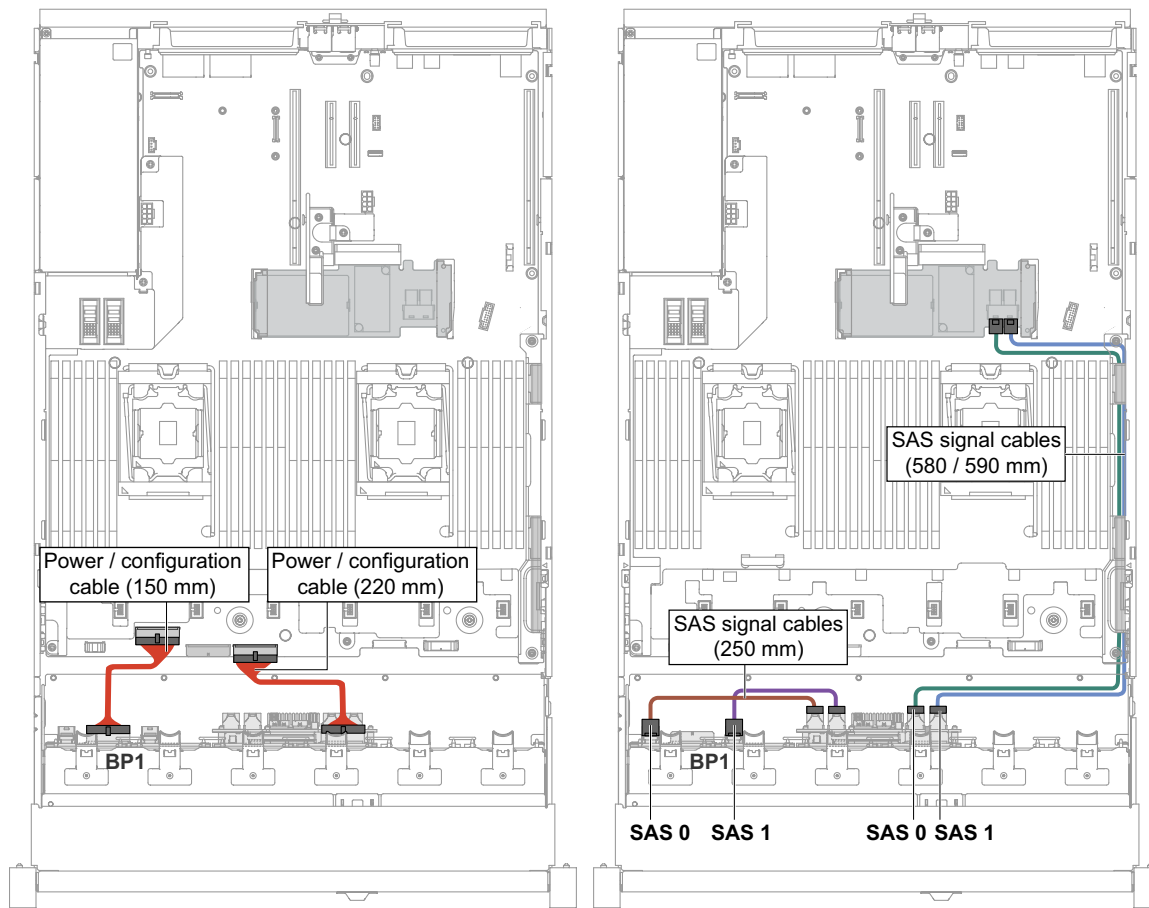 SAS signal cables
(580 / 590 mm)
Power / configuration
cable (150 mm)
Power / configuration
cable (220 mm)
SAS signal cables
(250 mm)
BP1
BP1
SAS 0
SAS 1
SAS 0
SAS 1